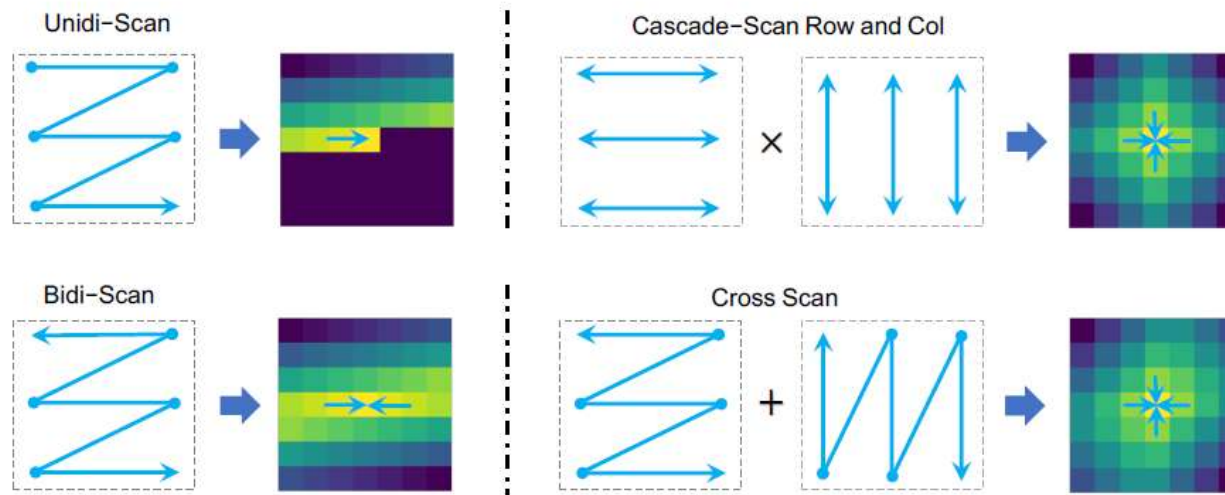 Unidi−Scan
Cascade−Scan Row and Col
×
Bidi−Scan
Cross Scan
+